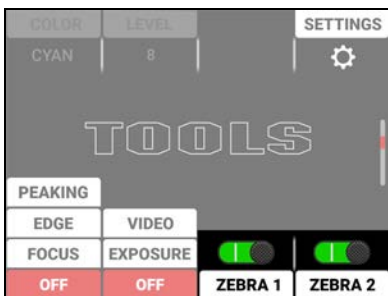 COLOR LEVEL SETTINGS
CYAN 8
TOOLS
PEAKING
EDGE VIDEO
FOCUS EXPOSURE
OFF OFF ZEBRA 1 ZEBRA 2